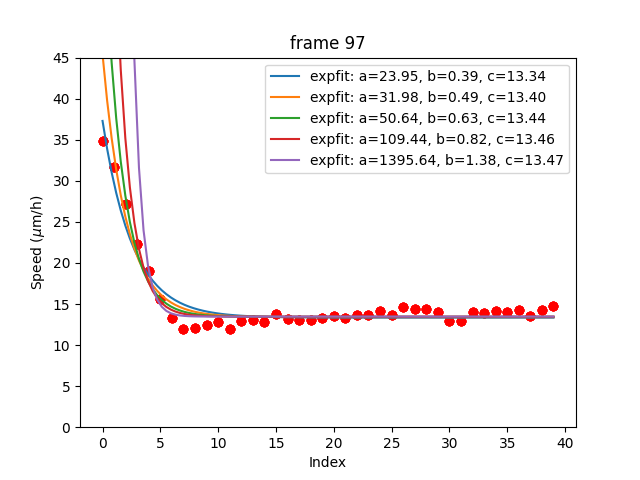 frame 97
45
40
35
30
25
20
15
10
5
0
Speed (μm/h)
expfit: a=23.95, b=0.39, c=13.34
expfit: a=31.98, b=0.49, c=13.40
expfit: a=50.64, b=0.63, c=13.44
expfit: a=109.44, b=0.82, c=13.46
expfit: a=1395.64, b=1.38, c=13.47
0 5 10 15 20 25 30 35 40
Index